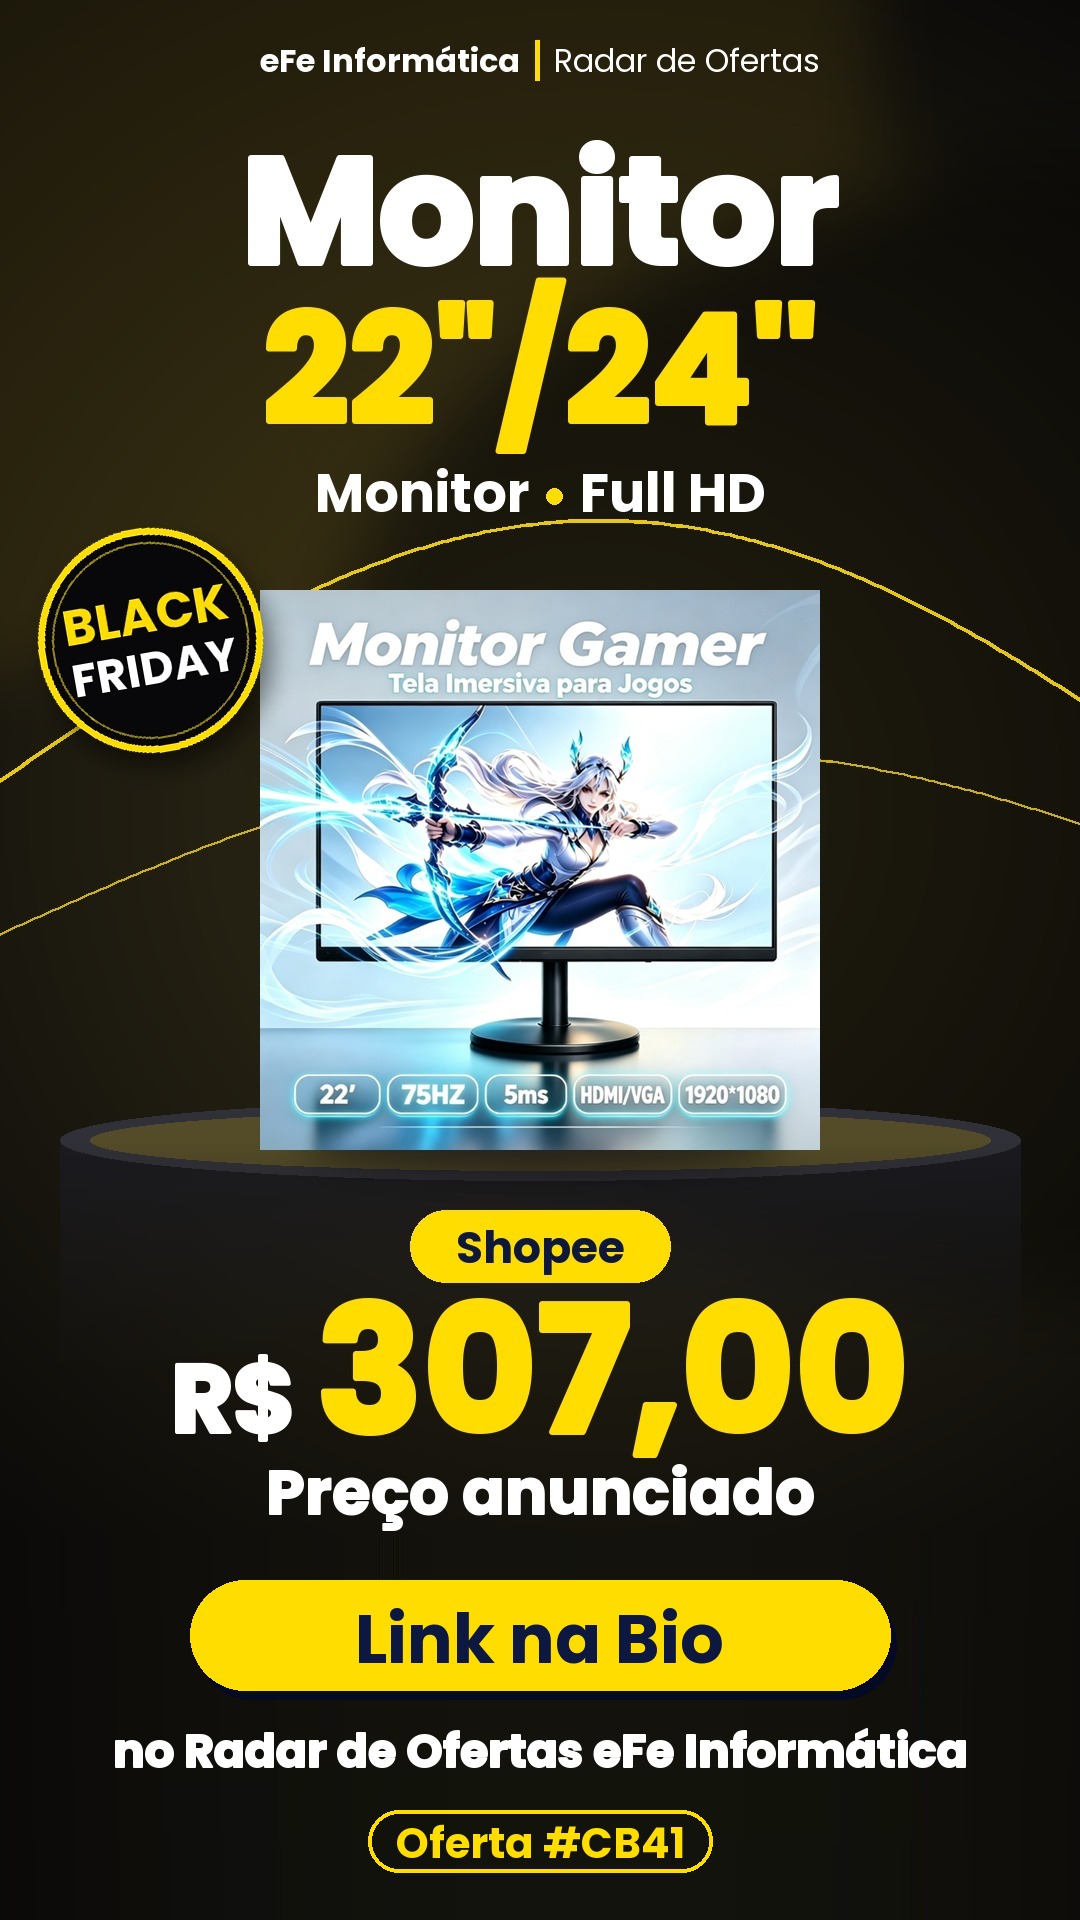 eFe Informática | Radar de Ofertas
Monitor
22"/24"
Monitor • Full HD
BLACK
FRIDAY
Monitor Gamer
Tela Imersiva para Jogos
22' 75HZ 5ms HDMI/VGA 1920*1080
Shopee
R$ 307,00
Preço anunciado
Link na Bio
no Radar de Ofertas eFe Informática
Oferta #CB41